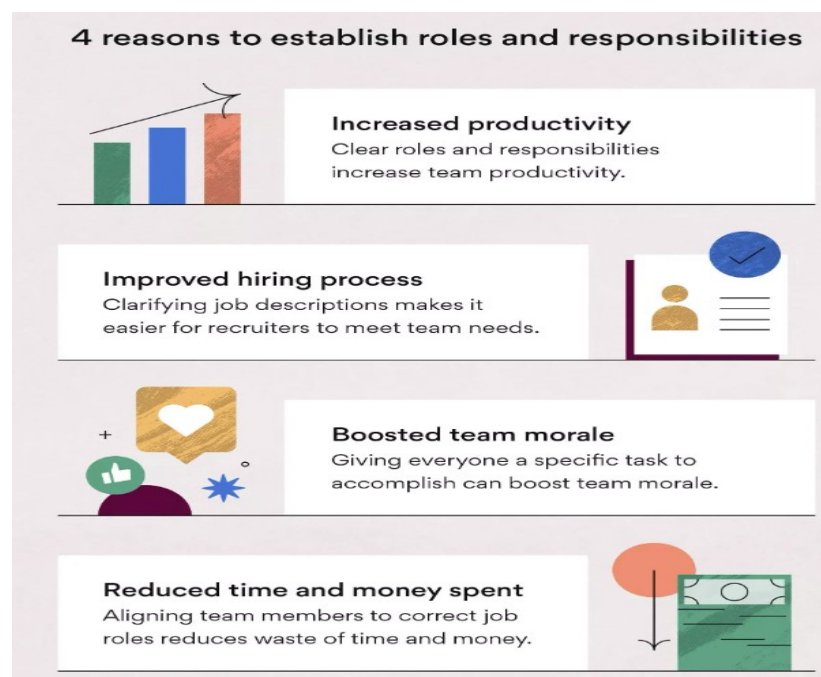 4 reasons to establish roles and responsibilities
Increased productivity
Clear roles and responsibilities
increase team productivity.
Improved hiring process
Clarifying job descriptions makes it
easier for recruiters to meet team needs.
Boosted team morale
Giving everyone a specific task to
accomplish can boost team morale.
Reduced time and money spent
Aligning team members to correct job
roles reduces waste of time and money.